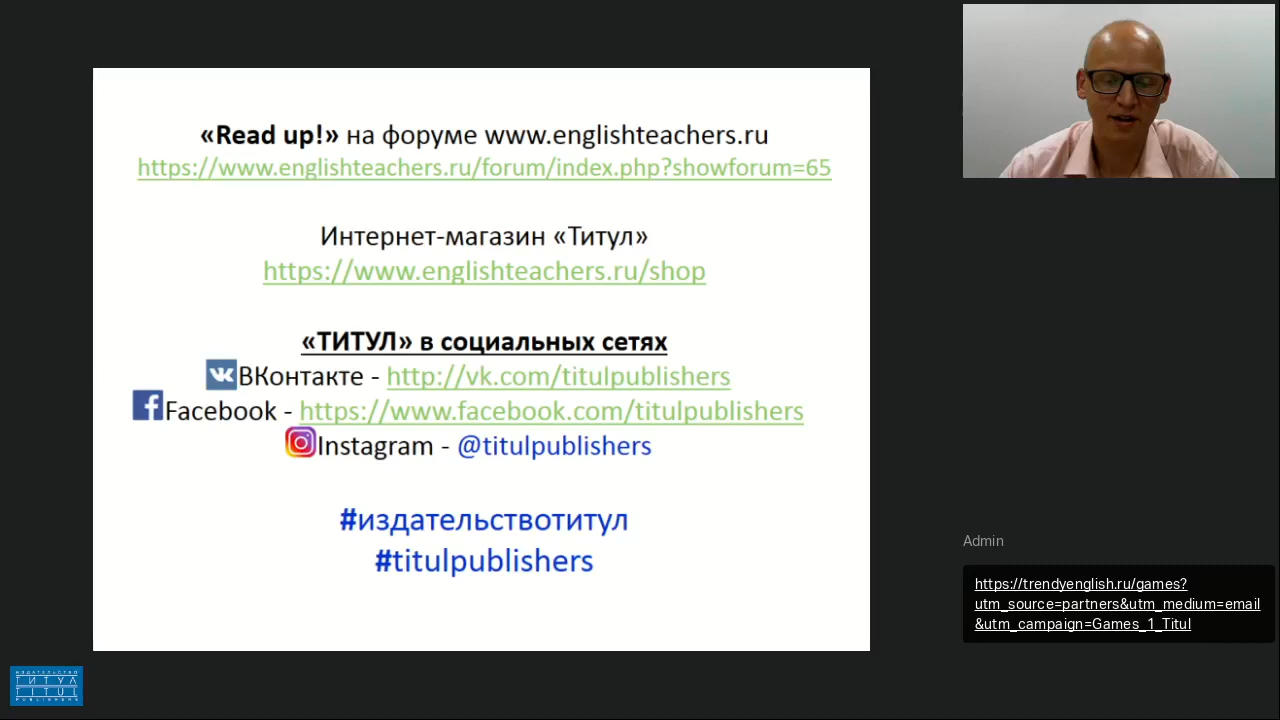 «Read up!» на форуме www.englishteachers.ru
https://www.englishteachers.ru/forum/index.php?showforum=65
Интернет-магазин «Титул»
https://www.englishteachers.ru/shop
«ТИТУЛ» в социальных сетях
ВКонтакте - http://vk.com/titulpublishers
Facebook - https://www.facebook.com/titulpublishers
Instagram - @titulpublishers
#издательствотитул
#titulpublishers
Admin
https://trendyenglish.ru/games?
utm_source=partners&utm_medium=email
&utm_campaign=Games_1_Titul
ИЗДАТЕЛЬСТВО
ТИТУЛ
TITUL
PUBLISHERS